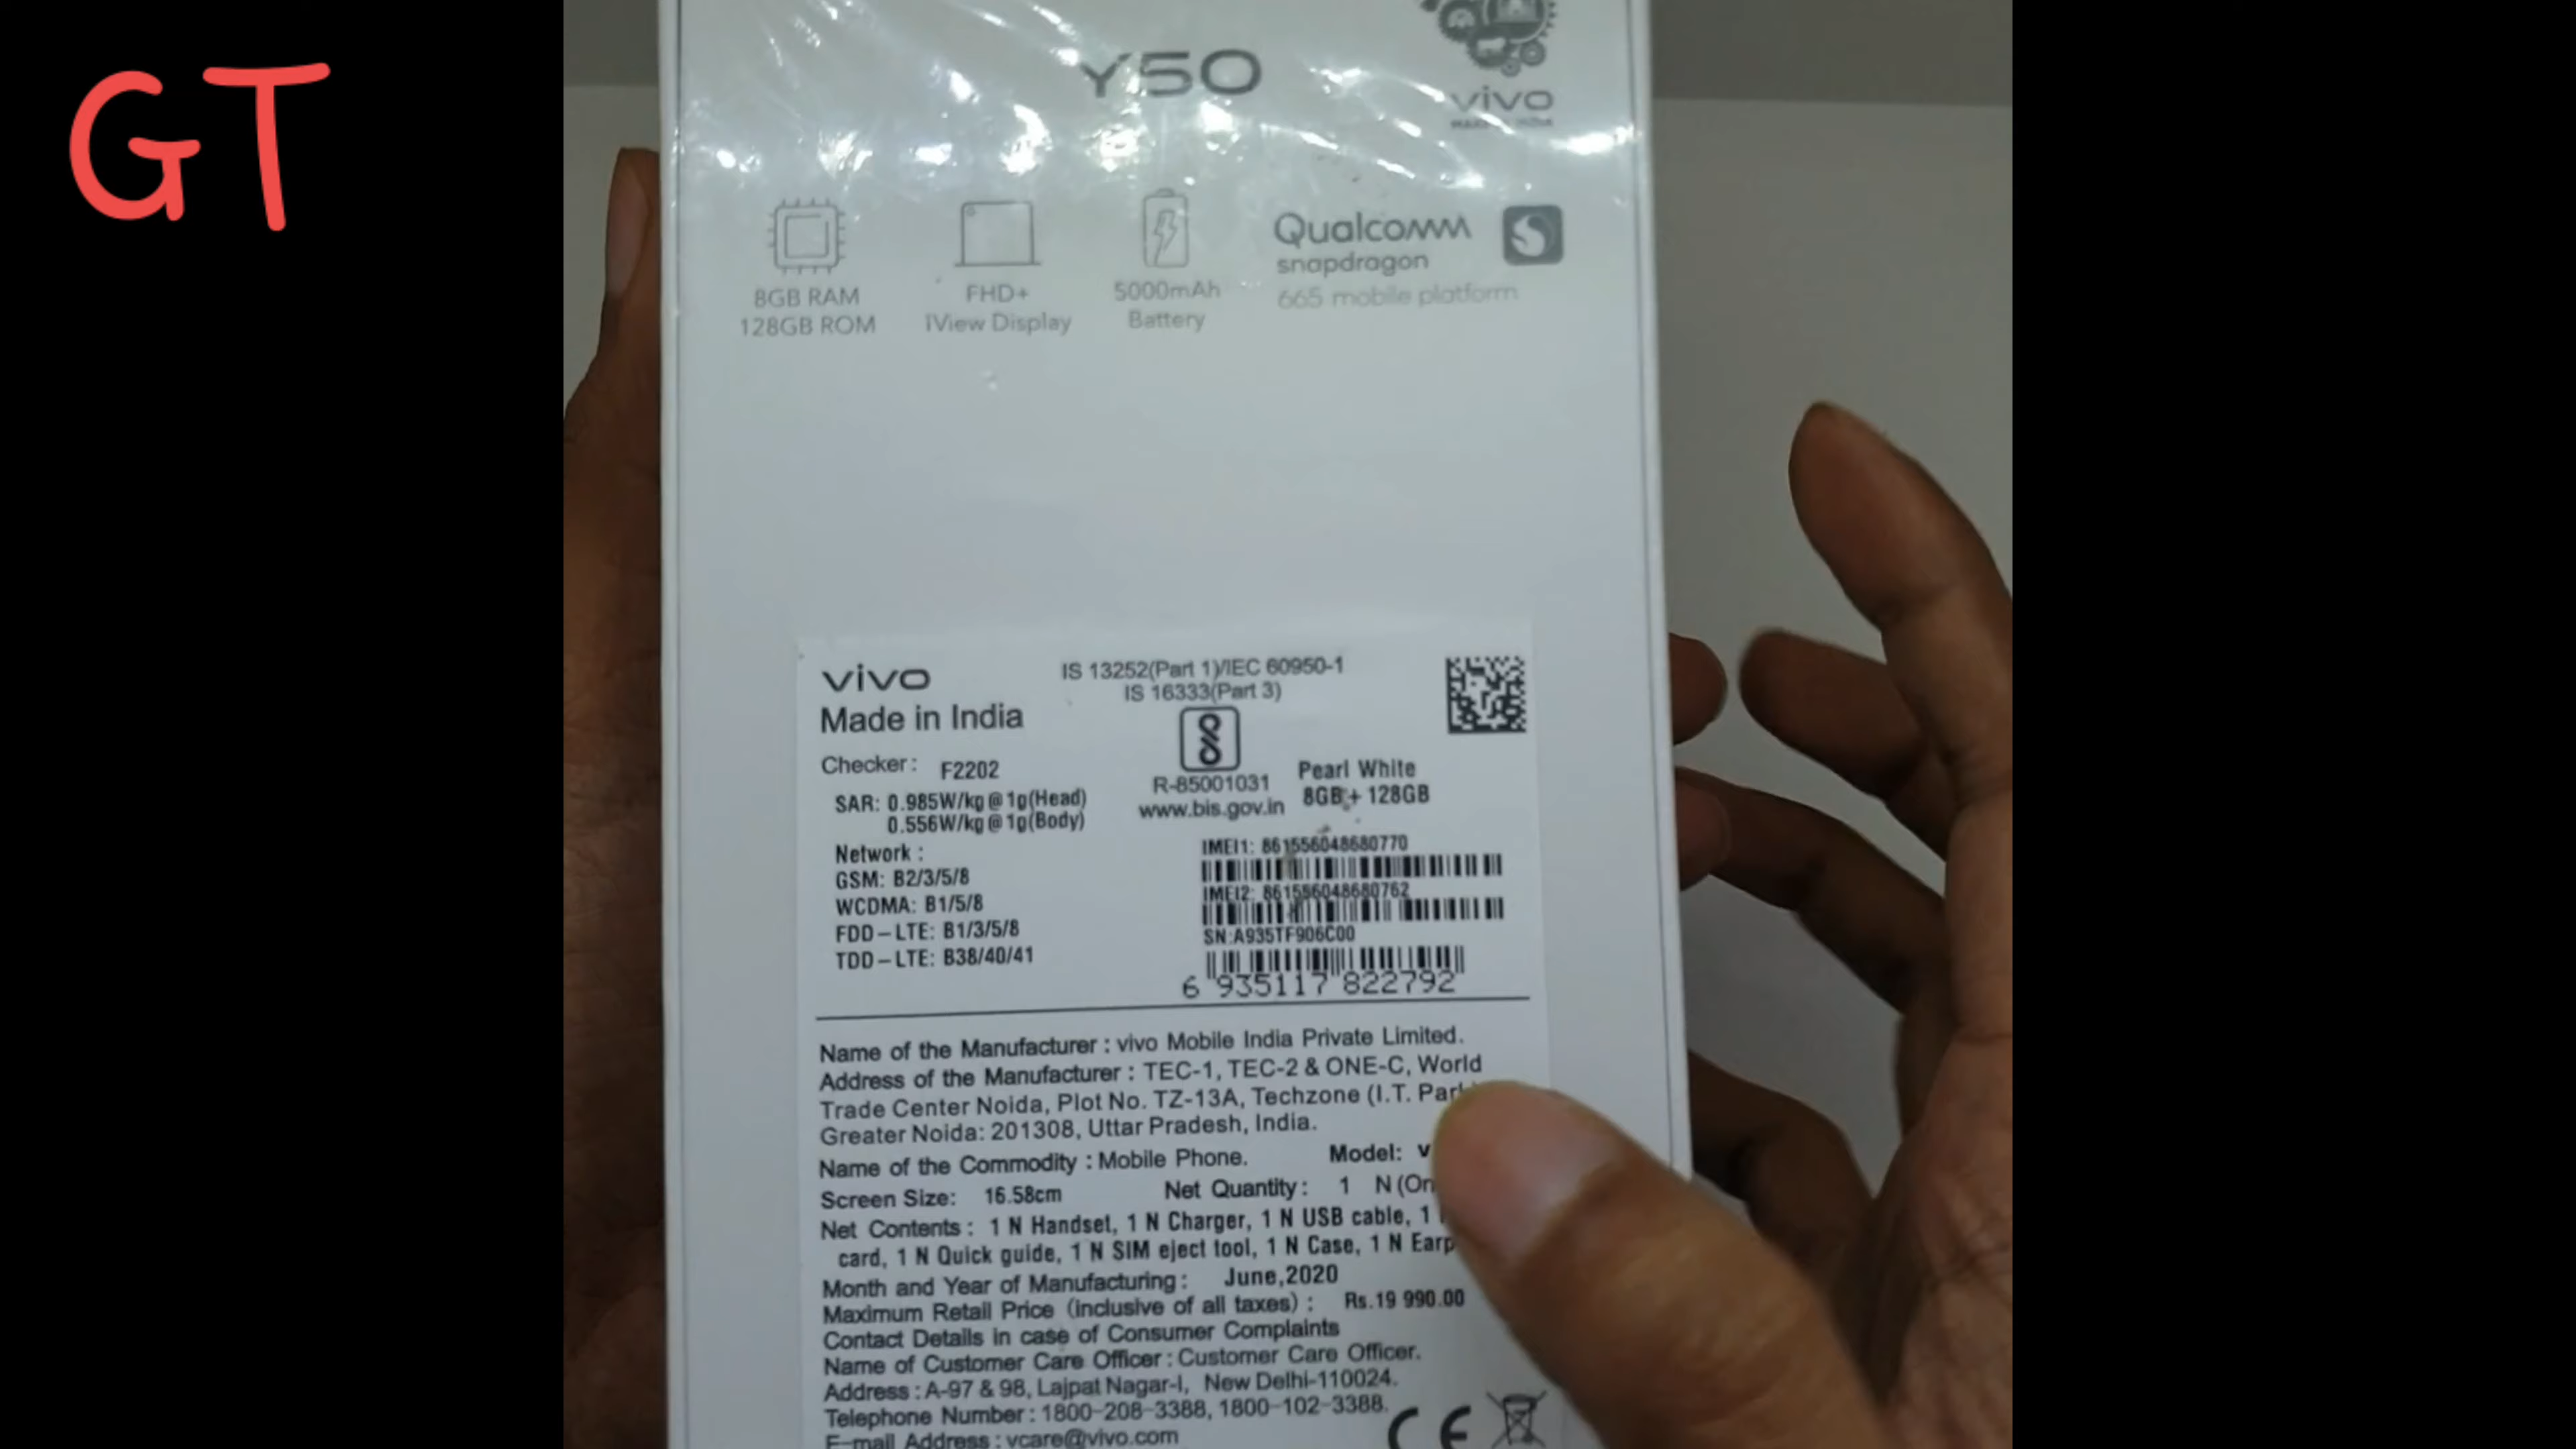 GT
Y50
vivo
8GB RAM
128GB ROM
FHD+
IView Display
5000mAh
Battery
Qualcomm
snapdragon
665 mobile platform
vivo
Made in India
IS 13252(Part 1)/IEC 60950-1
IS 16333(Part 3)
R-85001031
www.bis.gov.in
Pearl White
8GB + 128GB
Checker: F2202
SAR: 0.985W/kg@1g(Head)
0.556W/kg@1g(Body)
Network :
GSM: B2/3/5/8
WCDMA: B1/5/8
FDD-LTE: B1/3/5/8
TDD-LTE: B38/40/41
IMEI1: 861556048680770
IMEI2: 861556048680762
SN:A935TF906C00
6 935117 822792
Name of the Manufacturer : vivo Mobile India Private Limited.
Address of the Manufacturer : TEC-1, TEC-2 & ONE-C, World
Trade Center Noida, Plot No. TZ-13A, Techzone (I.T. Park
Greater Noida: 201308, Uttar Pradesh, India.
Name of the Commodity : Mobile Phone. Model:
Screen Size: 16.58cm Net Quantity: 1 N
Net Contents : 1 N Handset, 1 N Charger, 1 N USB cable, 1
card, 1 N Quick guide, 1 N SIM eject tool, 1 N Case, 1 N
Month and Year of Manufacturing: June,2020
Maximum Retail Price (inclusive of all taxes) : Rs.19 990.00
Contact Details in case of Consumer Complaints
Name of Customer Care Officer : Customer Care Officer.
Address : A-97 & 98, Lajpat Nagar-I, New Delhi-110024.
Telephone Number : 1800-208-3388, 1800-102-3388.
E-mail Address : vcare@vivo.com
CE